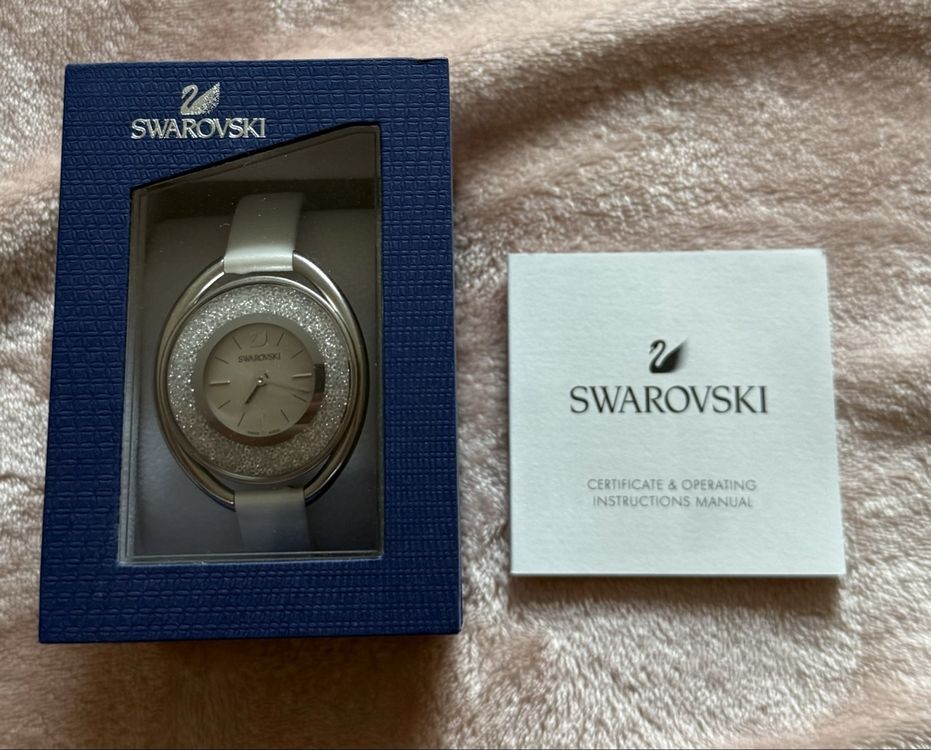 SWAROVSKI
SWAROVSKI
SWAROVSKI
CERTIFICATE & OPERATING
INSTRUCTIONS MANUAL